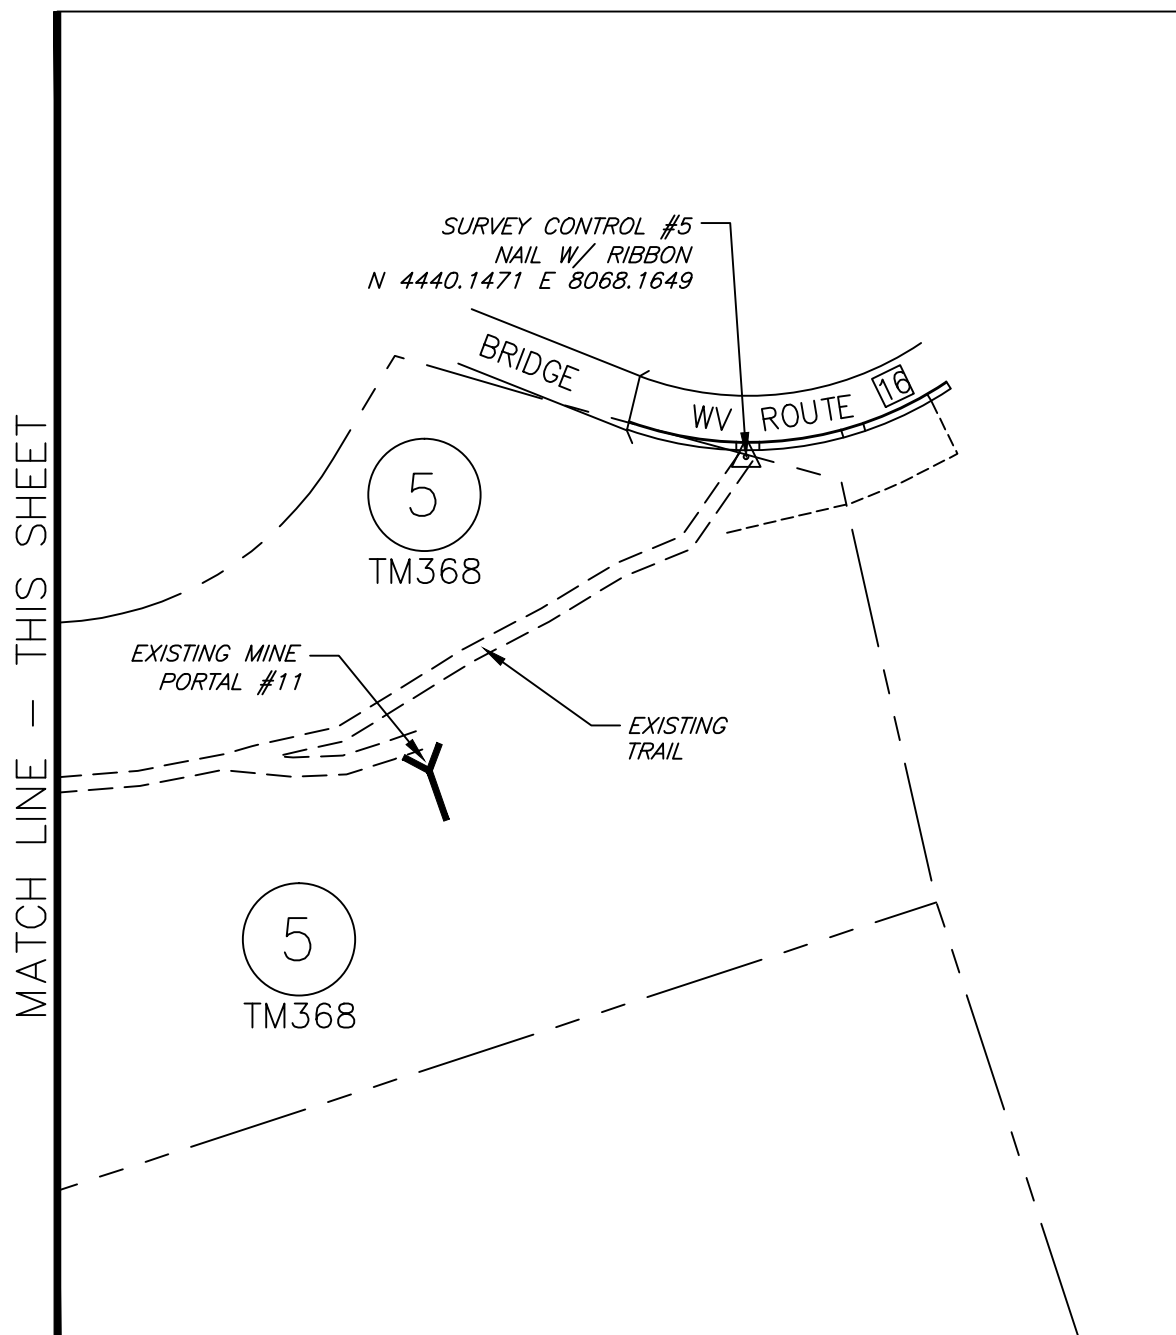 SURVEY CONTROL #5
NAIL W/ RIBBON
N 4440.1471 E 8068.1649
BRIDGE
WV ROUTE 16
5
TM368
EXISTING MINE
PORTAL #11
EXISTING
TRAIL
5
TM368
MATCH LINE - THIS SHEET